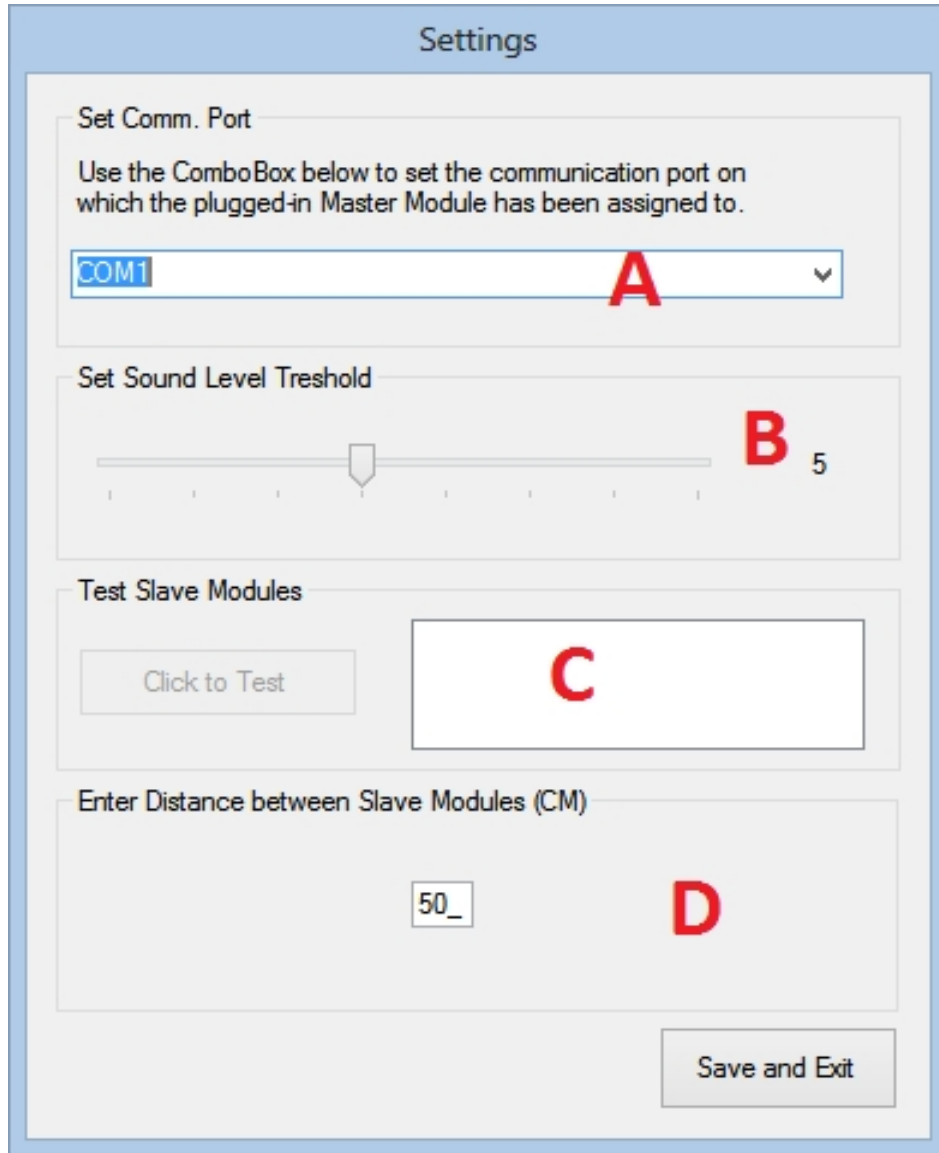 Settings
Set Comm. Port
Use the ComboBox below to set the communication port on
which the plugged-in Master Module has been assigned to.
COM1
A
Set Sound Level Treshold
B
5
Test Slave Modules
Click to Test
C
Enter Distance between Slave Modules (CM)
50_
D
Save and Exit